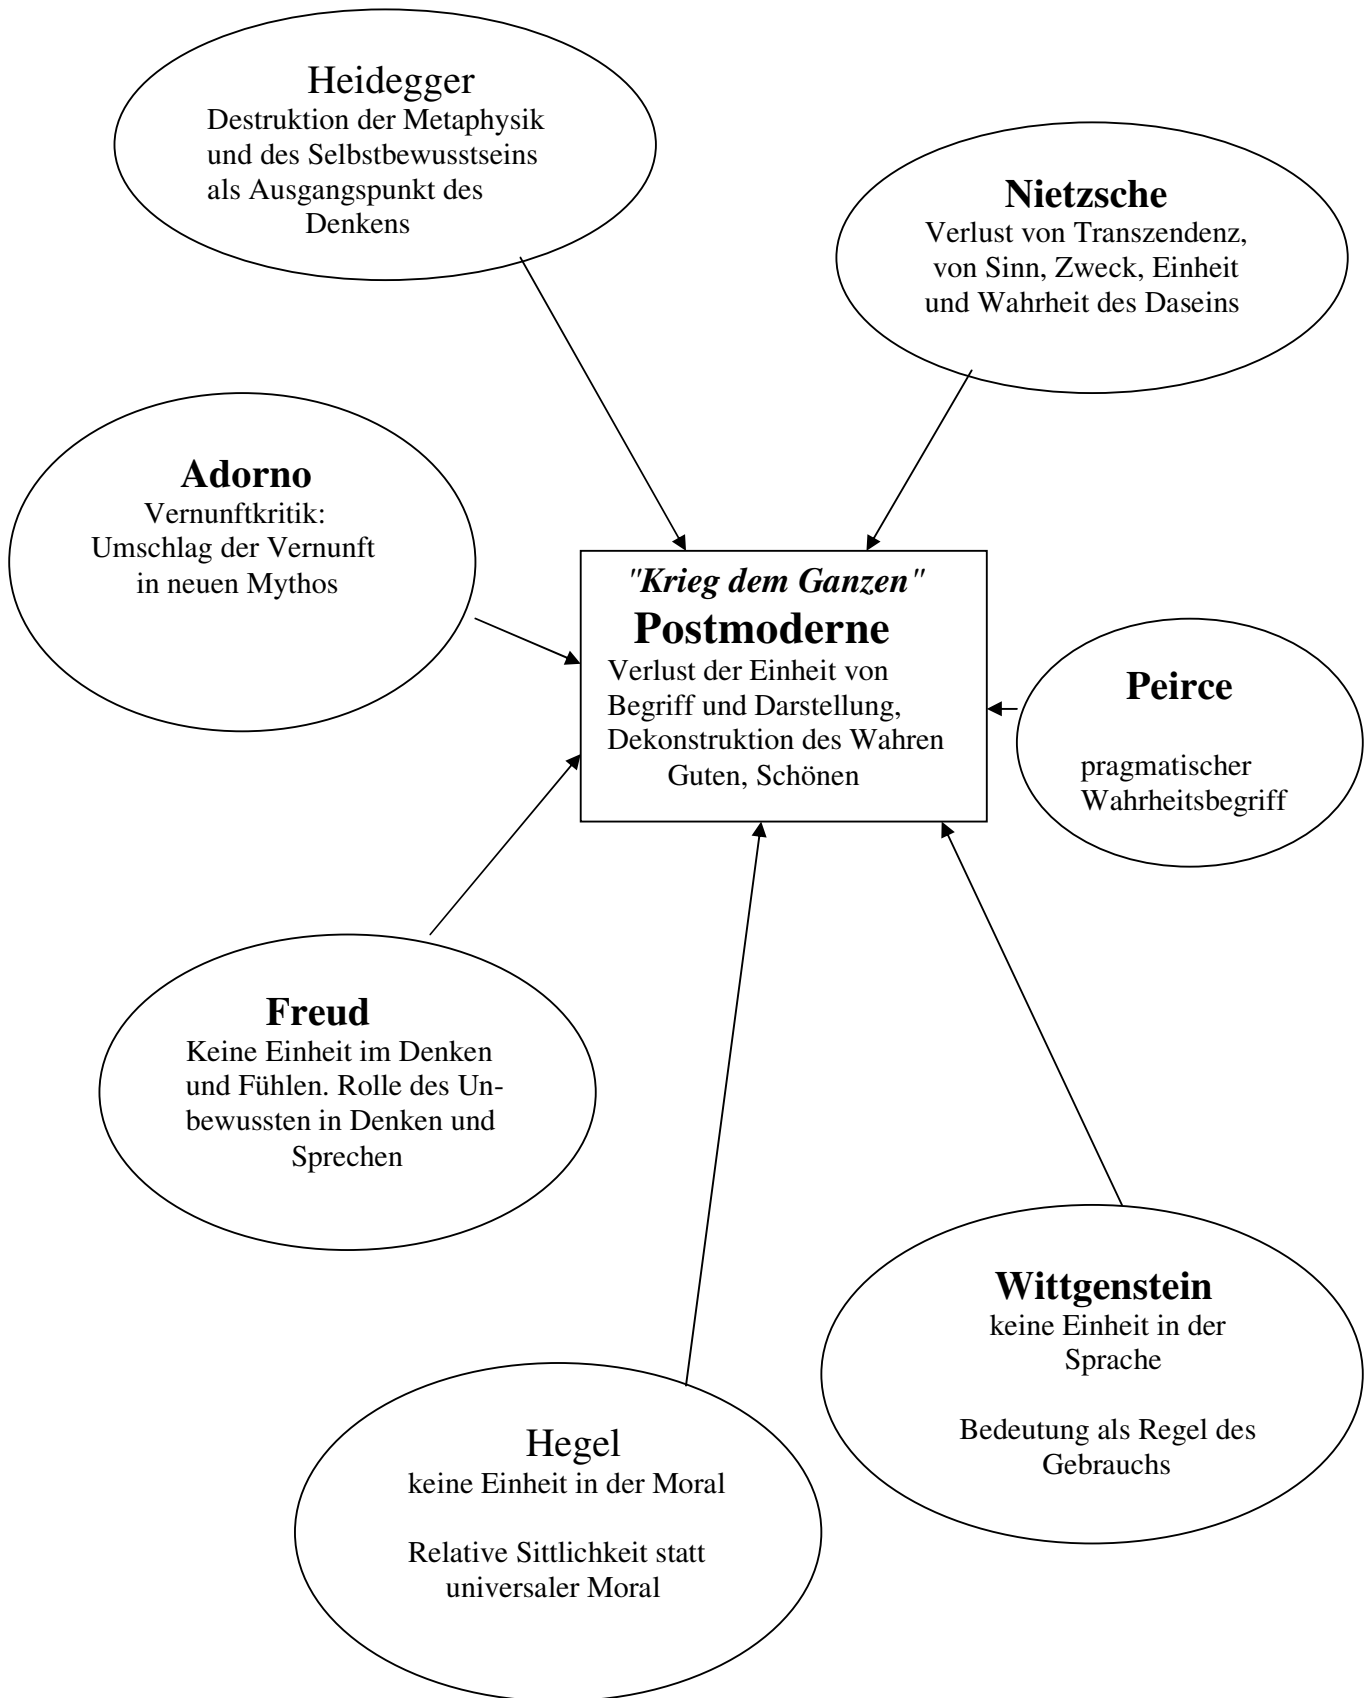 Heidegger
Destruktion der Metaphysik
und des Selbstbewusstseins
als Ausgangspunkt des
Denkens
Nietzsche
Verlust von Transzendenz,
von Sinn, Zweck, Einheit
und Wahrheit des Daseins
Adorno
Vernunftkritik:
Umschlag der Vernunft
in neuen Mythos
"Krieg dem Ganzen"
Postmoderne
Verlust der Einheit von
Begriff und Darstellung,
Dekonstruktion des Wahren
Guten, Schönen
Peirce
pragmatischer
Wahrheitsbegriff
Freud
Keine Einheit im Denken
und Fühlen. Rolle des Un-
bewussten in Denken und
Sprechen
Wittgenstein
keine Einheit in der
Sprache
Bedeutung als Regel des
Gebrauchs
Hegel
keine Einheit in der Moral
Relative Sittlichkeit statt
universaler Moral